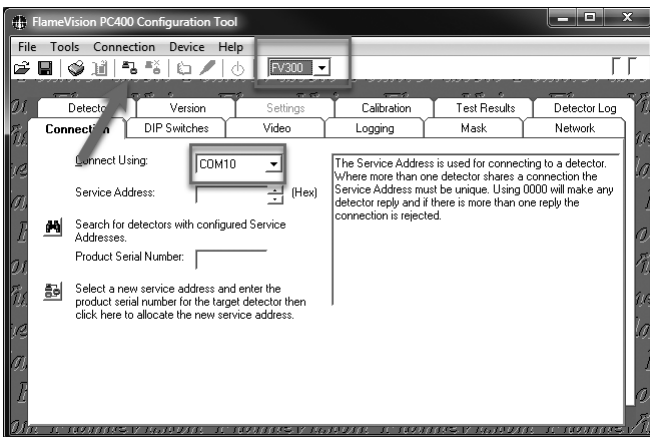 FlameVision PC400 Configuration Tool
File Tools Connection Device Help
FV300
Detector Version Settings Calibration Test Results Detector Log
Connection DIP Switches Video Logging Mask Network
Connect Using: COM10
Service Address: (Hex)
Search for detectors with configured Service
Addresses.
Product Serial Number:
Select a new service address and enter the
product serial number for the target detector then
click here to allocate the new service address.
The Service Address is used for connecting to a detector.
Where more than one detector shares a connection the
Service Address must be unique. Using 0000 will make any
detector reply and if there is more than one reply the
connection is rejected.